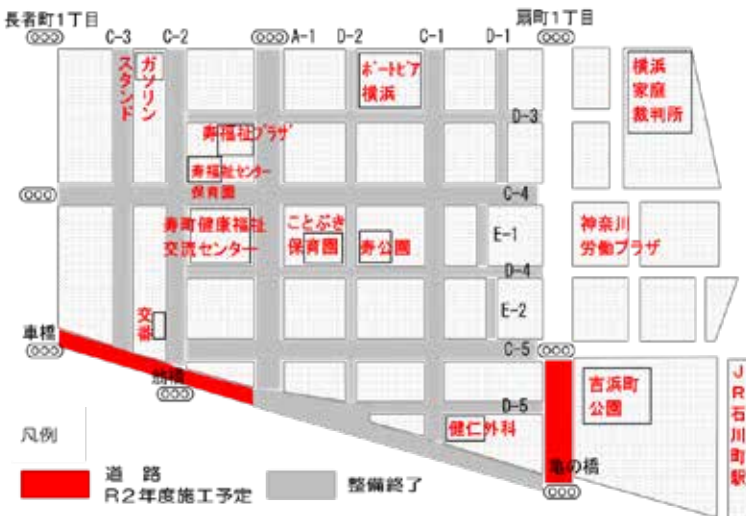 長者町1丁目
C-3
C-2
A-1
D-2
C-1
D-1
扇町1丁目
ガソリン
スタンド
ポートピア
横浜
横浜
家庭
裁判所
D-3
寿福祉プラザ
寿福祉センター
保育園
C-4
寿町健康福祉
交流センター
ことぶき
保育園
寿公園
E-1
神奈川
労働プラザ
D-4
交番
E-2
車橋
C-5
翁橋
吉浜町
公園
JR石川町駅
D-5
健仁外科
亀の橋
凡例
道路
R2年度施工予定
整備終了